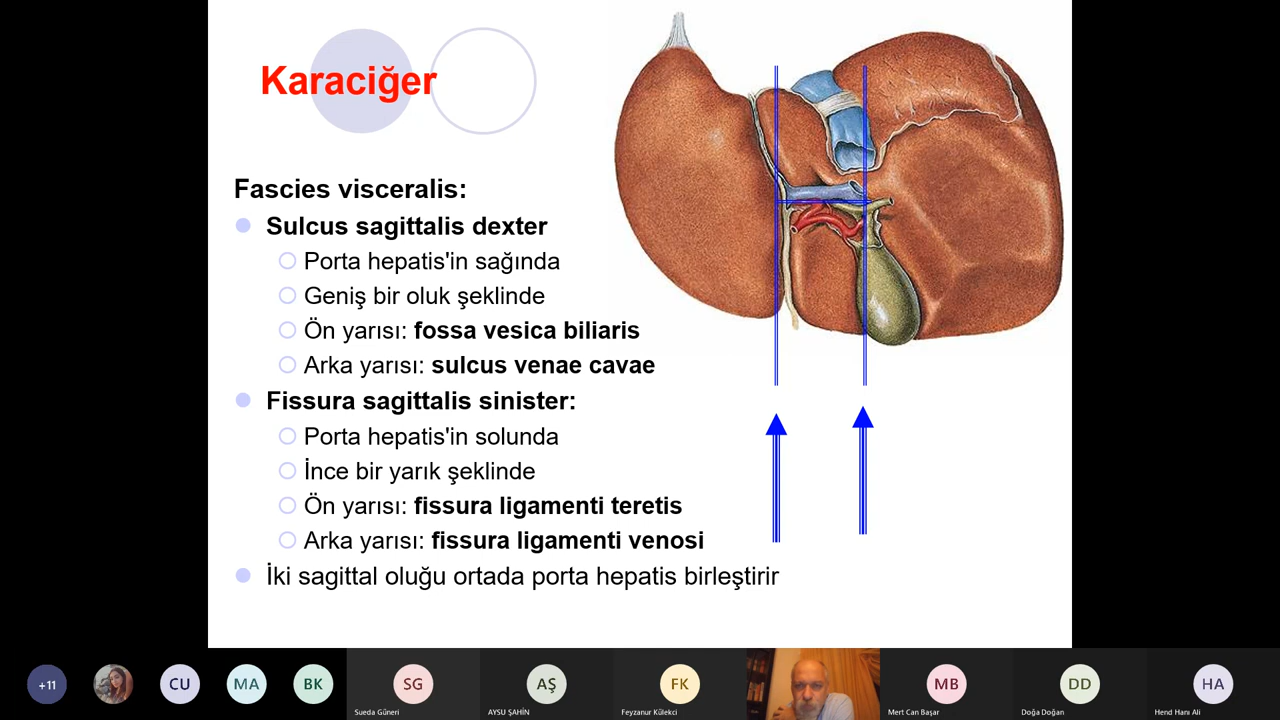 Karaciğer
Fascies visceralis:
Sulcus sagittalis dexter
Porta hepatis'in sağında
Geniş bir oluk şeklinde
Ön yarısı: fossa vesica biliaris
Arka yarısı: sulcus venae cavae
Fissura sagittalis sinister:
Porta hepatis'in solunda
İnce bir yarık şeklinde
Ön yarısı: fissura ligamenti teretis
Arka yarısı: fissura ligamenti venosi
İki sagittal oluğu ortada porta hepatis birleştirir
+11
CU
MA
BK
SG
AŞ
FK
MB
DD
HA
Sueda Güneri
AYSU ŞAHİN
Feyzanur Külekci
Mert Can Başar
Doğa Doğan
Hend Hanı Ali